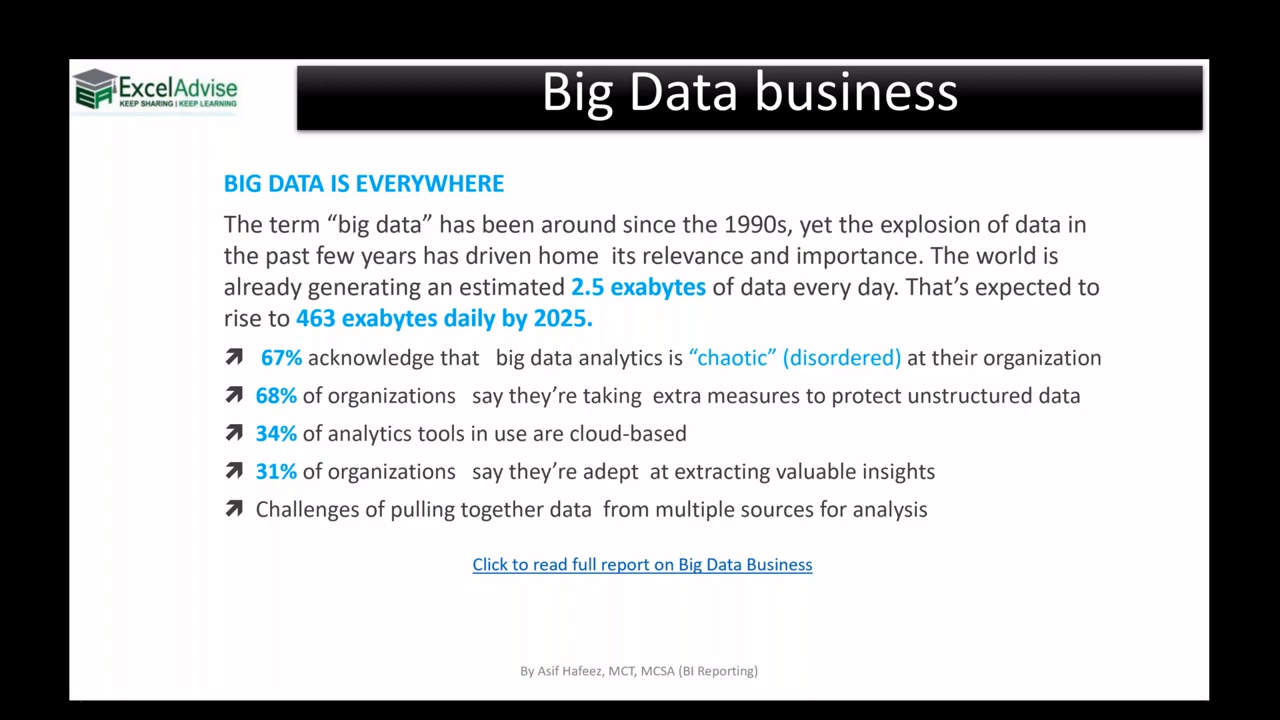 ExcelAdvise
KEEP SHARING | KEEP LEARNING
Big Data business
BIG DATA IS EVERYWHERE
The term “big data” has been around since the 1990s, yet the explosion of data in
the past few years has driven home its relevance and importance. The world is
already generating an estimated 2.5 exabytes of data every day. That’s expected to
rise to 463 exabytes daily by 2025.
67% acknowledge that big data analytics is “chaotic” (disordered) at their organization
68% of organizations say they’re taking extra measures to protect unstructured data
34% of analytics tools in use are cloud-based
31% of organizations say they’re adept at extracting valuable insights
Challenges of pulling together data from multiple sources for analysis
Click to read full report on Big Data Business
By Asif Hafeez, MCT, MCSA (BI Reporting)